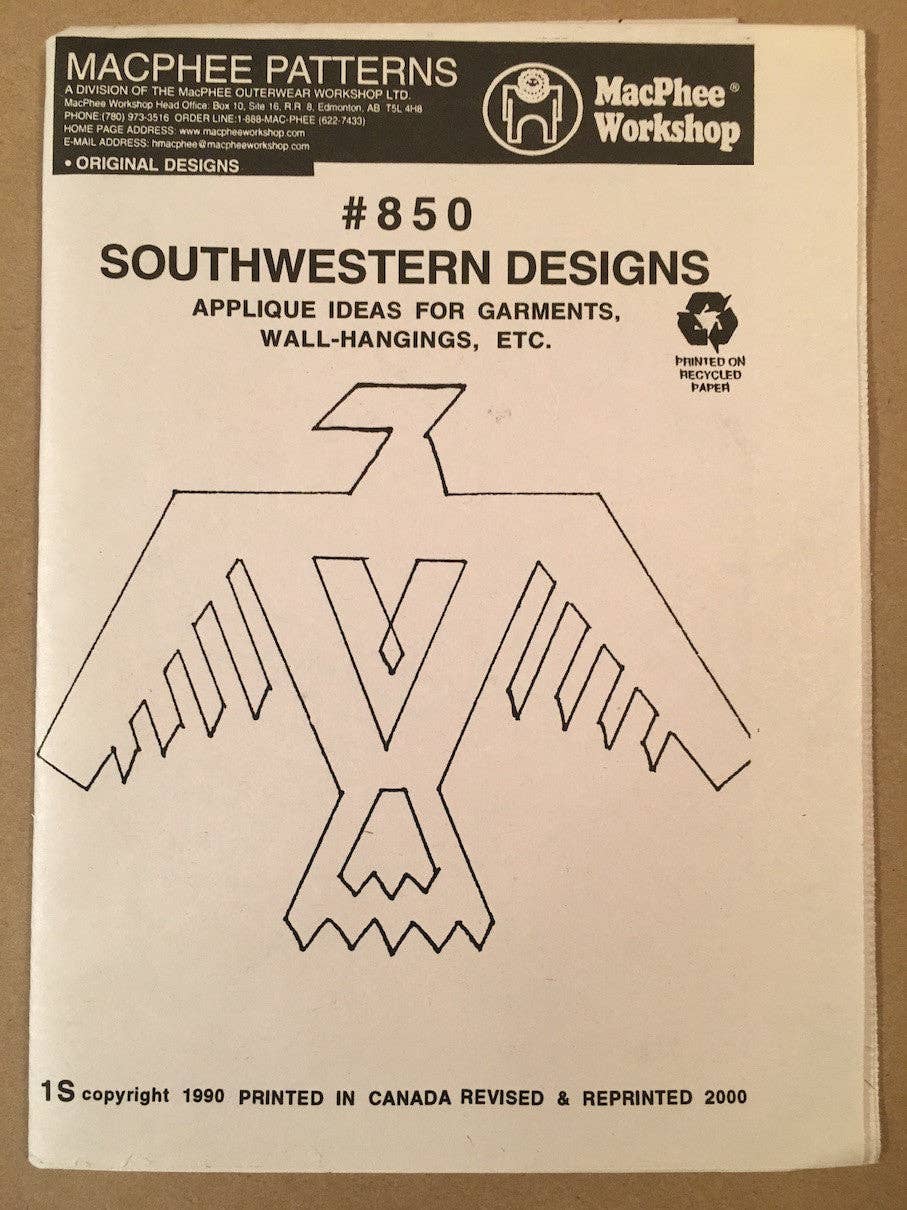 MACPHEE PATTERNS
A DIVISION OF THE MacPHEE OUTERWEAR WORKSHOP LTD.
MacPhee Workshop Head Office: Box 10, Site 16, R.R. 8, Edmonton, AB T5L 4H8
PHONE:(780) 973-3516 ORDER LINE:1-888-MAC-PHEE (622-7433)
HOME PAGE ADDRESS: www.macpheeworkshop.com
E-MAIL ADDRESS: hmacphee@macpheeworkshop.com
• ORIGINAL DESIGNS
MacPhee®
Workshop
#850
SOUTHWESTERN DESIGNS
APPLIQUE IDEAS FOR GARMENTS,
WALL-HANGINGS, ETC.
PRINTED ON
RECYCLED
PAPER
1S copyright 1990 PRINTED IN CANADA REVISED & REPRINTED 2000